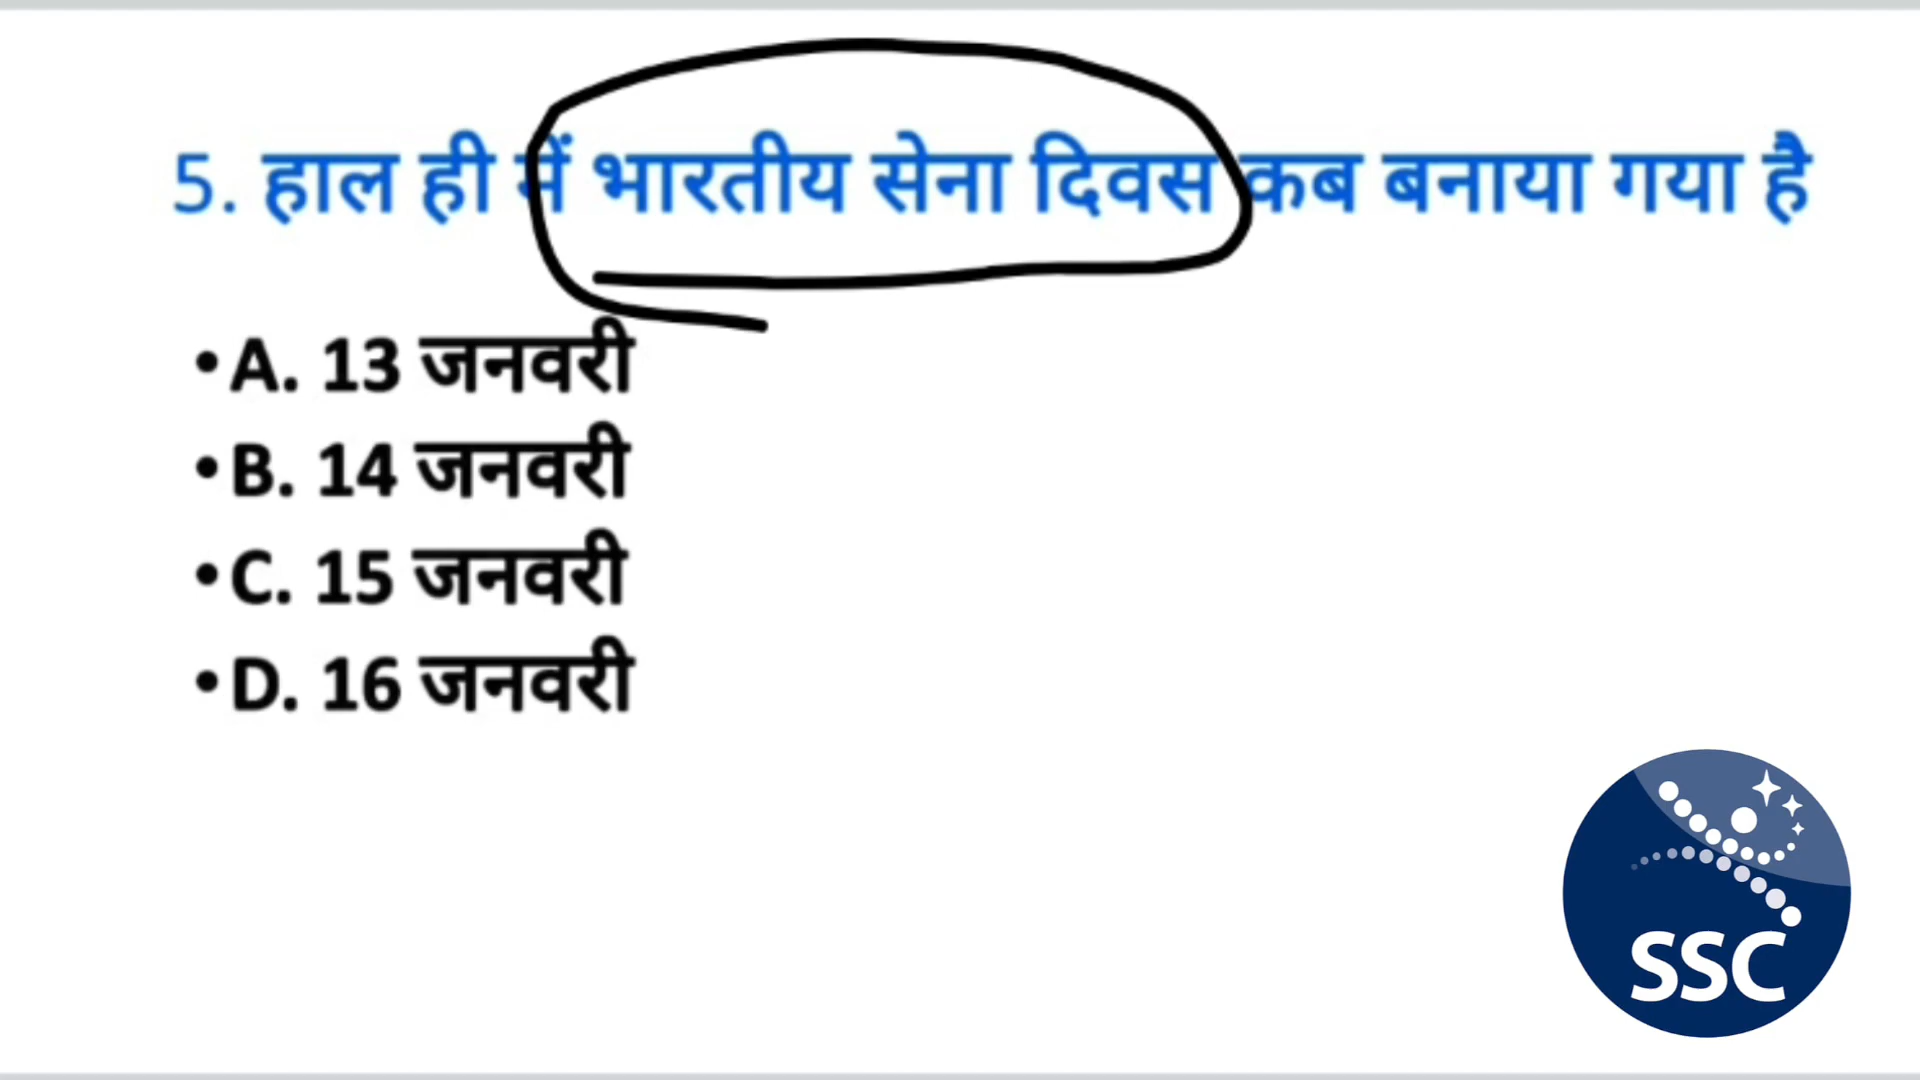 5. हाल ही में भारतीय सेना दिवस कब बनाया गया है
•A. 13 जनवरी
•B. 14 जनवरी
•C. 15 जनवरी
•D. 16 जनवरी
SSC